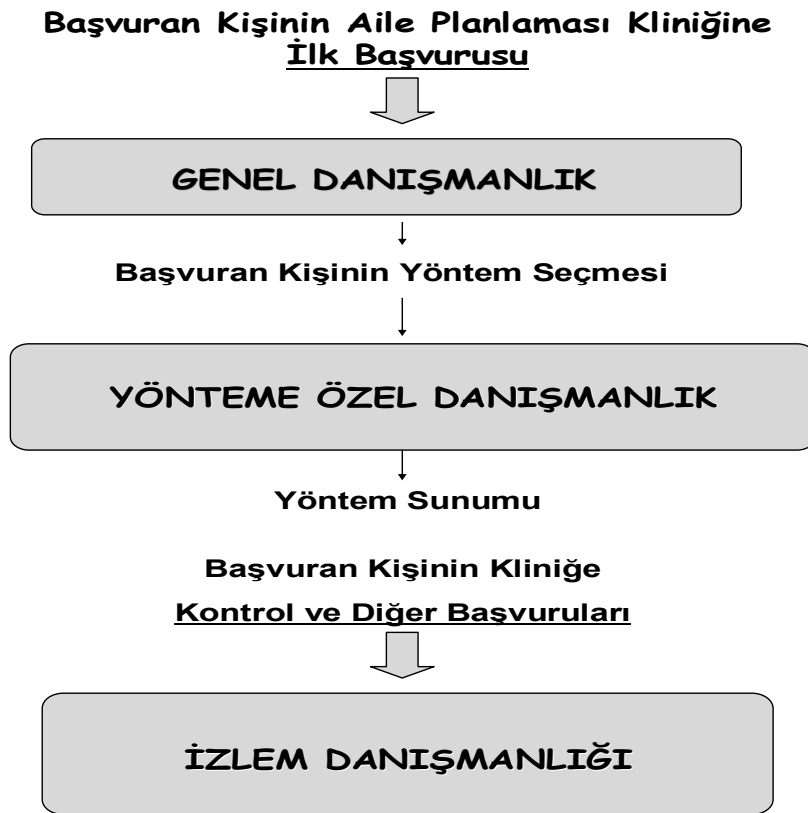 Başvuran Kişinin Aile Planlaması Kliniğine
İlk Başvurusu
GENEL DANIŞMANLIK
Başvuran Kişinin Yöntem Seçmesi
YÖNTEME ÖZEL DANIŞMANLIK
Yöntem Sunumu
Başvuran Kişinin Kliniğe
Kontrol ve Diğer Başvuruları
İZLEM DANIŞMANLIĞI